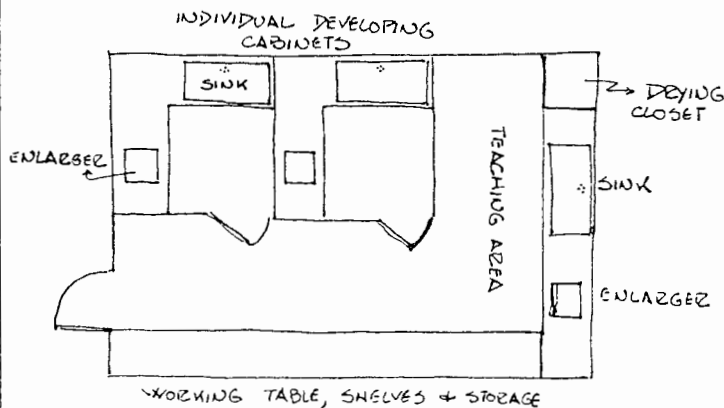 INDIVIDUAL DEVELOPING
CABINETS
SINK
DRYING
CLOSET
ENLARGER
TEACHING AREA
SINK
ENLARGER
WORKING TABLE, SHELVES & STORAGE